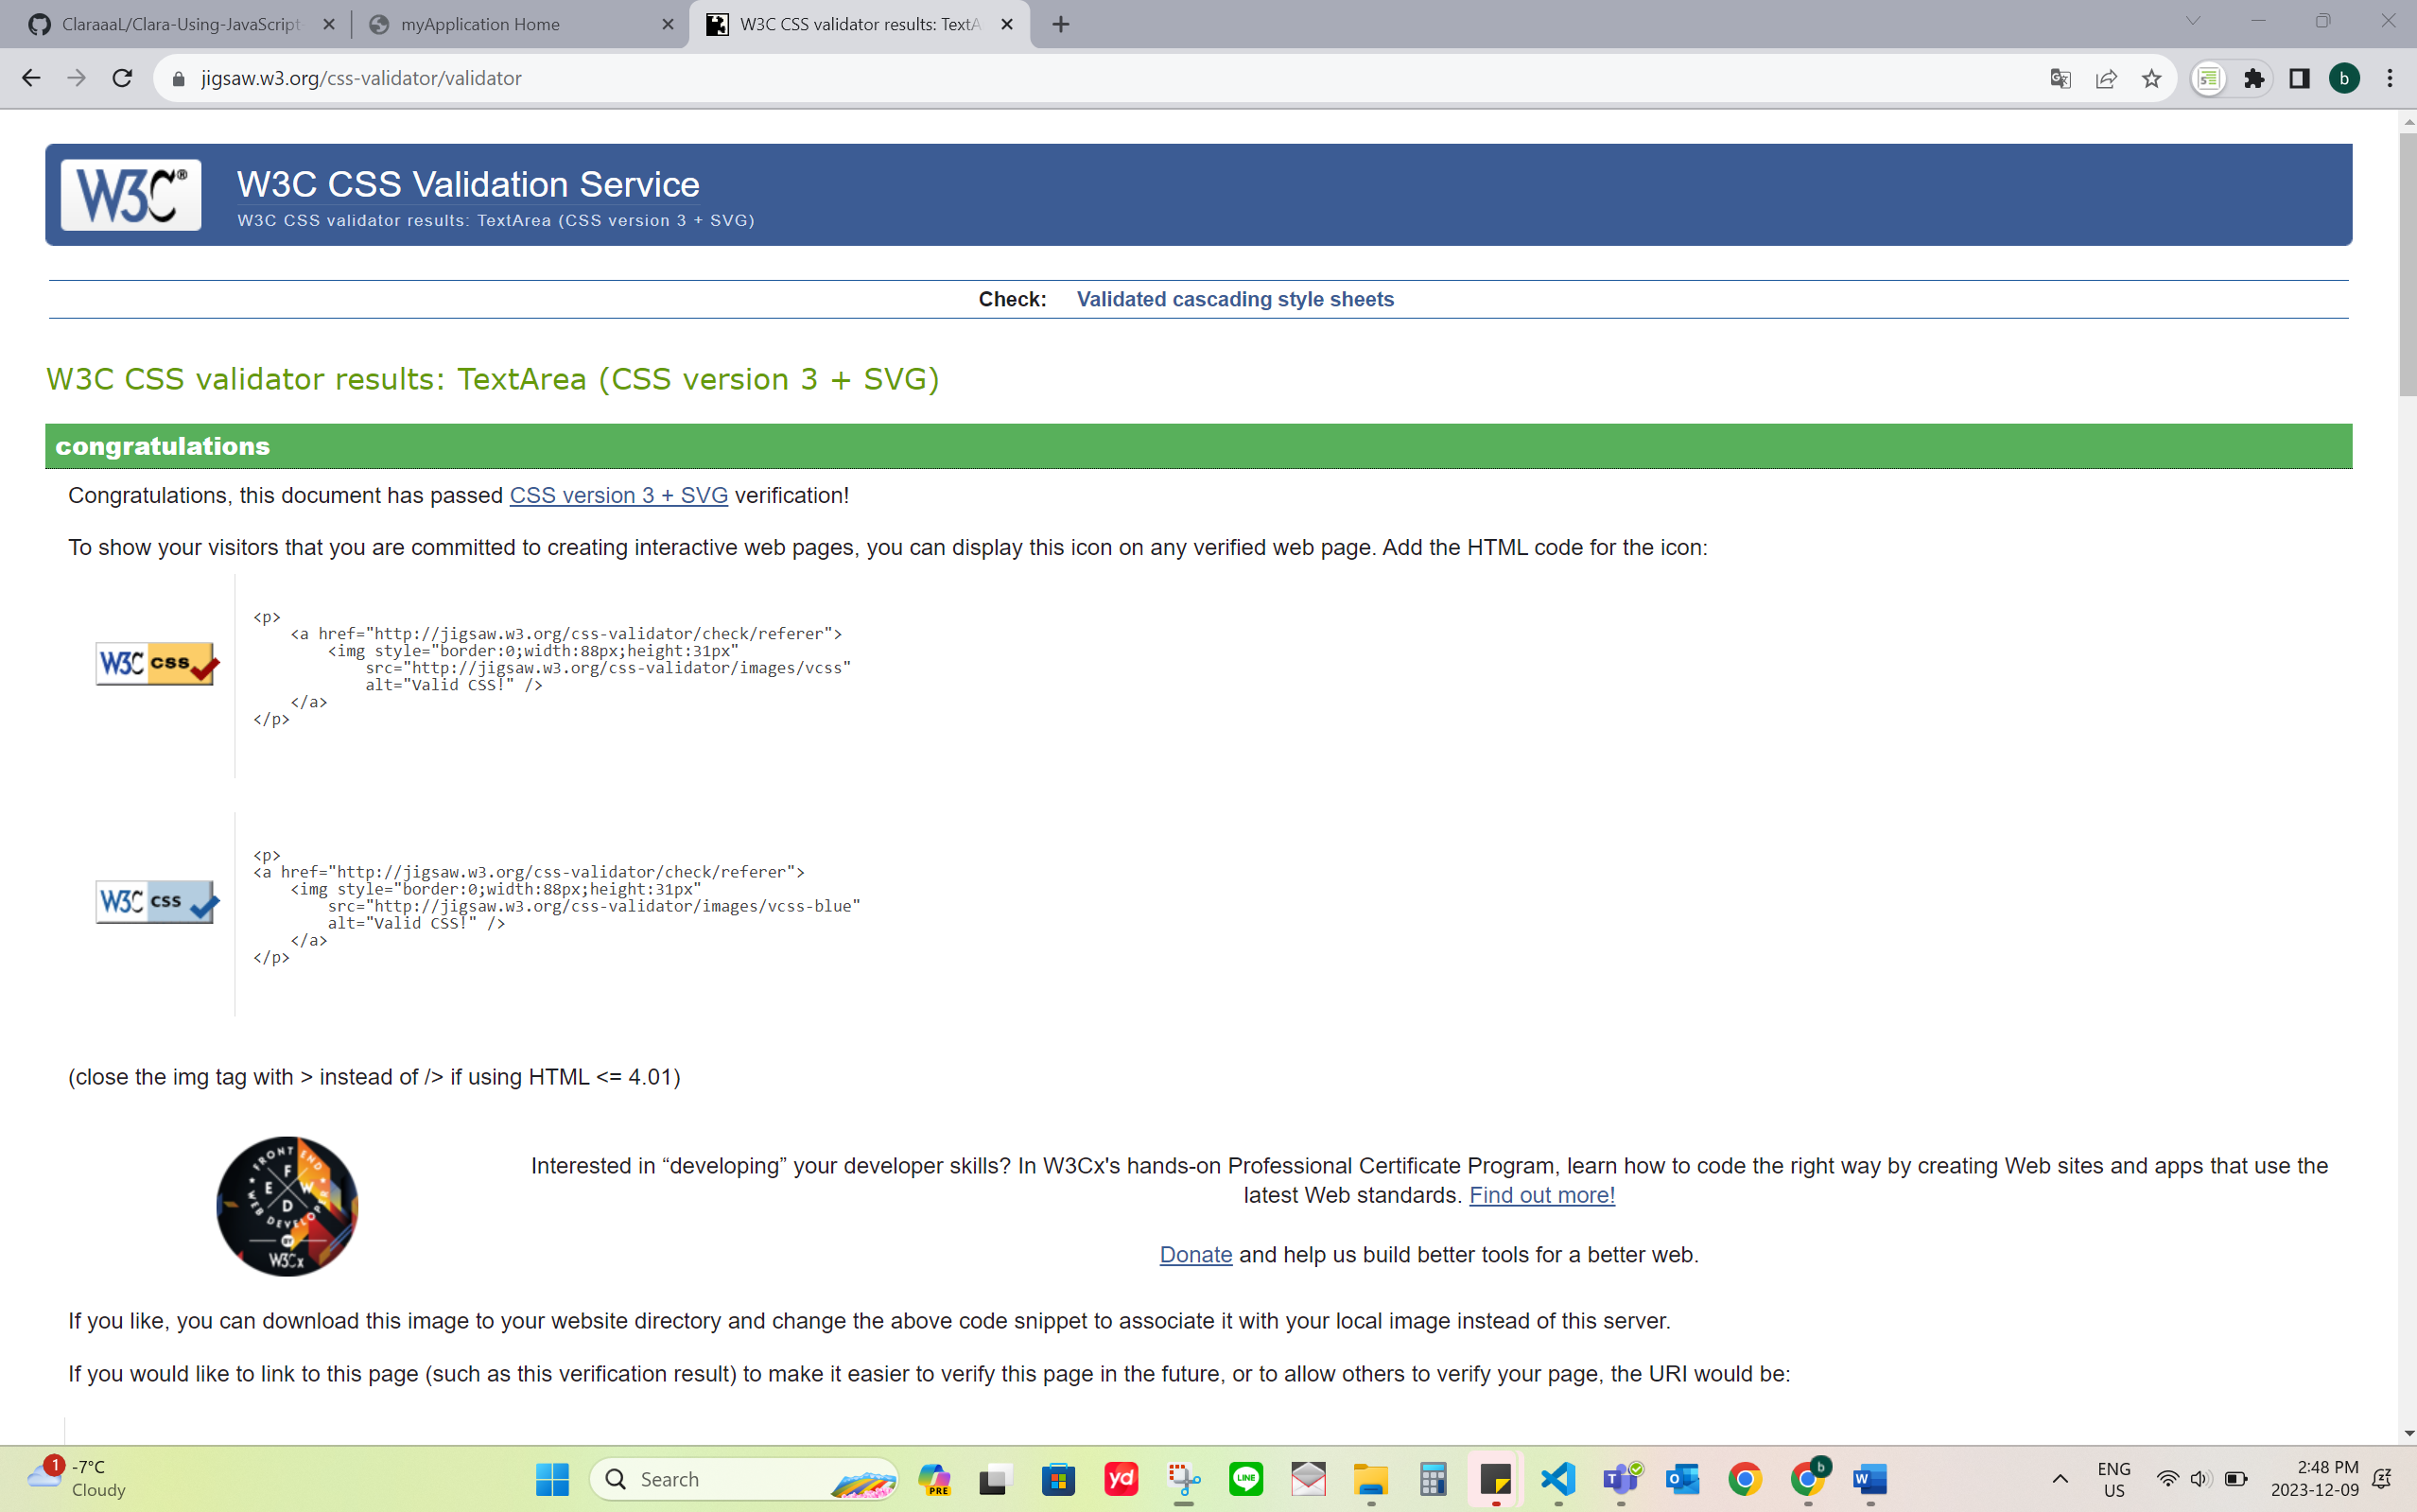 ClaraaaL/Clara-Using-JavaScript
myApplication Home
W3C CSS validator results: TextA
jigsaw.w3.org/css-validator/validator
b
W3C®
W3C CSS Validation Service
W3C CSS validator results: TextArea (CSS version 3 + SVG)
Check: Validated cascading style sheets
W3C CSS validator results: TextArea (CSS version 3 + SVG)
congratulations
Congratulations, this document has passed CSS version 3 + SVG verification!
To show your visitors that you are committed to creating interactive web pages, you can display this icon on any verified web page. Add the HTML code for the icon:
W3C css
<p>
<a href="http://jigsaw.w3.org/css-validator/check/referer">
<img style="border:0;width:88px;height:31px"
src="http://jigsaw.w3.org/css-validator/images/vcss"
alt="Valid CSS!" />
</a>
</p>
W3C css
<p>
<a href="http://jigsaw.w3.org/css-validator/check/referer">
<img style="border:0;width:88px;height:31px"
src="http://jigsaw.w3.org/css-validator/images/vcss-blue"
alt="Valid CSS!" />
</a>
</p>
(close the img tag with > instead of /> if using HTML <= 4.01)
FRONT END
F
E W
D
WEB DEVELOPER
BY
W3Cx
Interested in “developing” your developer skills? In W3Cx's hands-on Professional Certificate Program, learn how to code the right way by creating Web sites and apps that use the
latest Web standards. Find out more!
Donate and help us build better tools for a better web.
If you like, you can download this image to your website directory and change the above code snippet to associate it with your local image instead of this server.
If you would like to link to this page (such as this verification result) to make it easier to verify this page in the future, or to allow others to verify your page, the URI would be:
1
-7°C
Cloudy
Search
PRE
yd
LINE
T
O
b
W
ENG
US
2:48 PM
2023-12-09